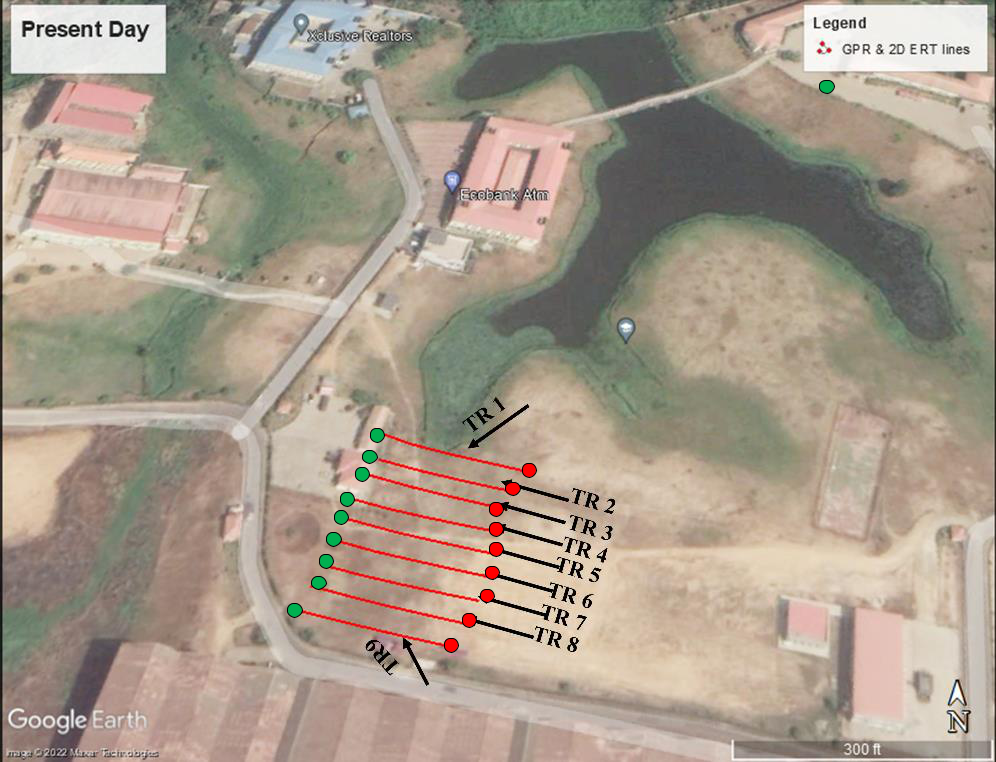 Present Day
Xclusive Realtors
Legend
GPR & 2D ERT lines
Ecobank Atm
TR 1
TR 2
TR 3
TR 4
TR 5
TR 6
TR 7
TR 8
TR9
N
Google Earth
Image © 2022 Maxar Technologies
300 ft